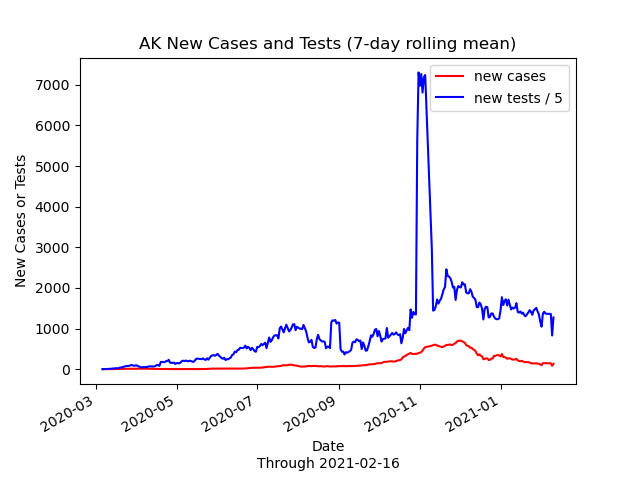 AK New Cases and Tests (7-day rolling mean)
new cases
new tests / 5
7000
6000
5000
4000
3000
2000
1000
0
New Cases or Tests
2020-03
2020-05
2020-07
2020-09
2020-11
2021-01
Date
Through 2021-02-16